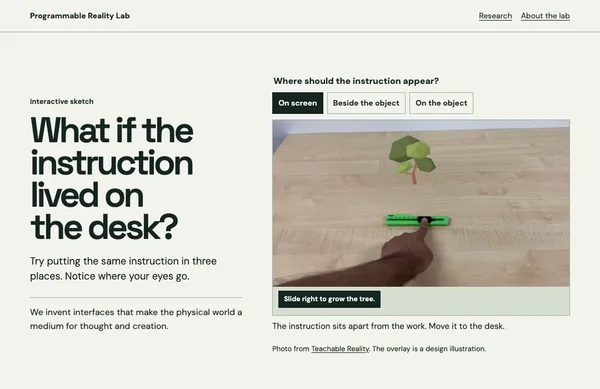 Programmable Reality Lab
Research
About the lab
Interactive sketch
What if the
instruction
lived on
the desk?
Try putting the same instruction in three
places. Notice where your eyes go.
We invent interfaces that make the physical world a
medium for thought and creation.
Where should the instruction appear?
On screen
Beside the object
On the object
Slide right to grow the tree.
The instruction sits apart from the work. Move it to the desk.
Photo from Teachable Reality. The overlay is a design illustration.